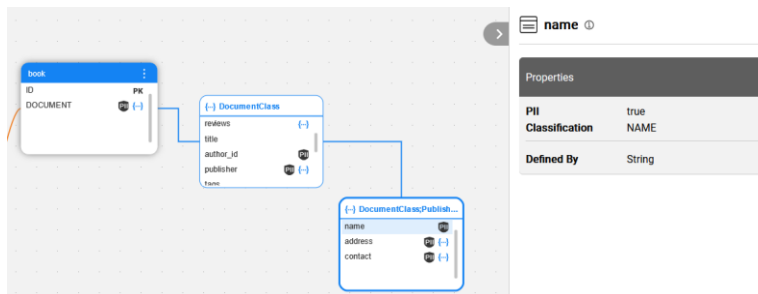 name
book
ID PK
DOCUMENT PII {-}
{-} DocumentClass
reviews {-}
title
author_id PII
publisher PII {-}
tags
{-} DocumentClass;Publish...
name PII
address PII {-}
contact PII {-}
Properties
PII true
Classification NAME
Defined By String